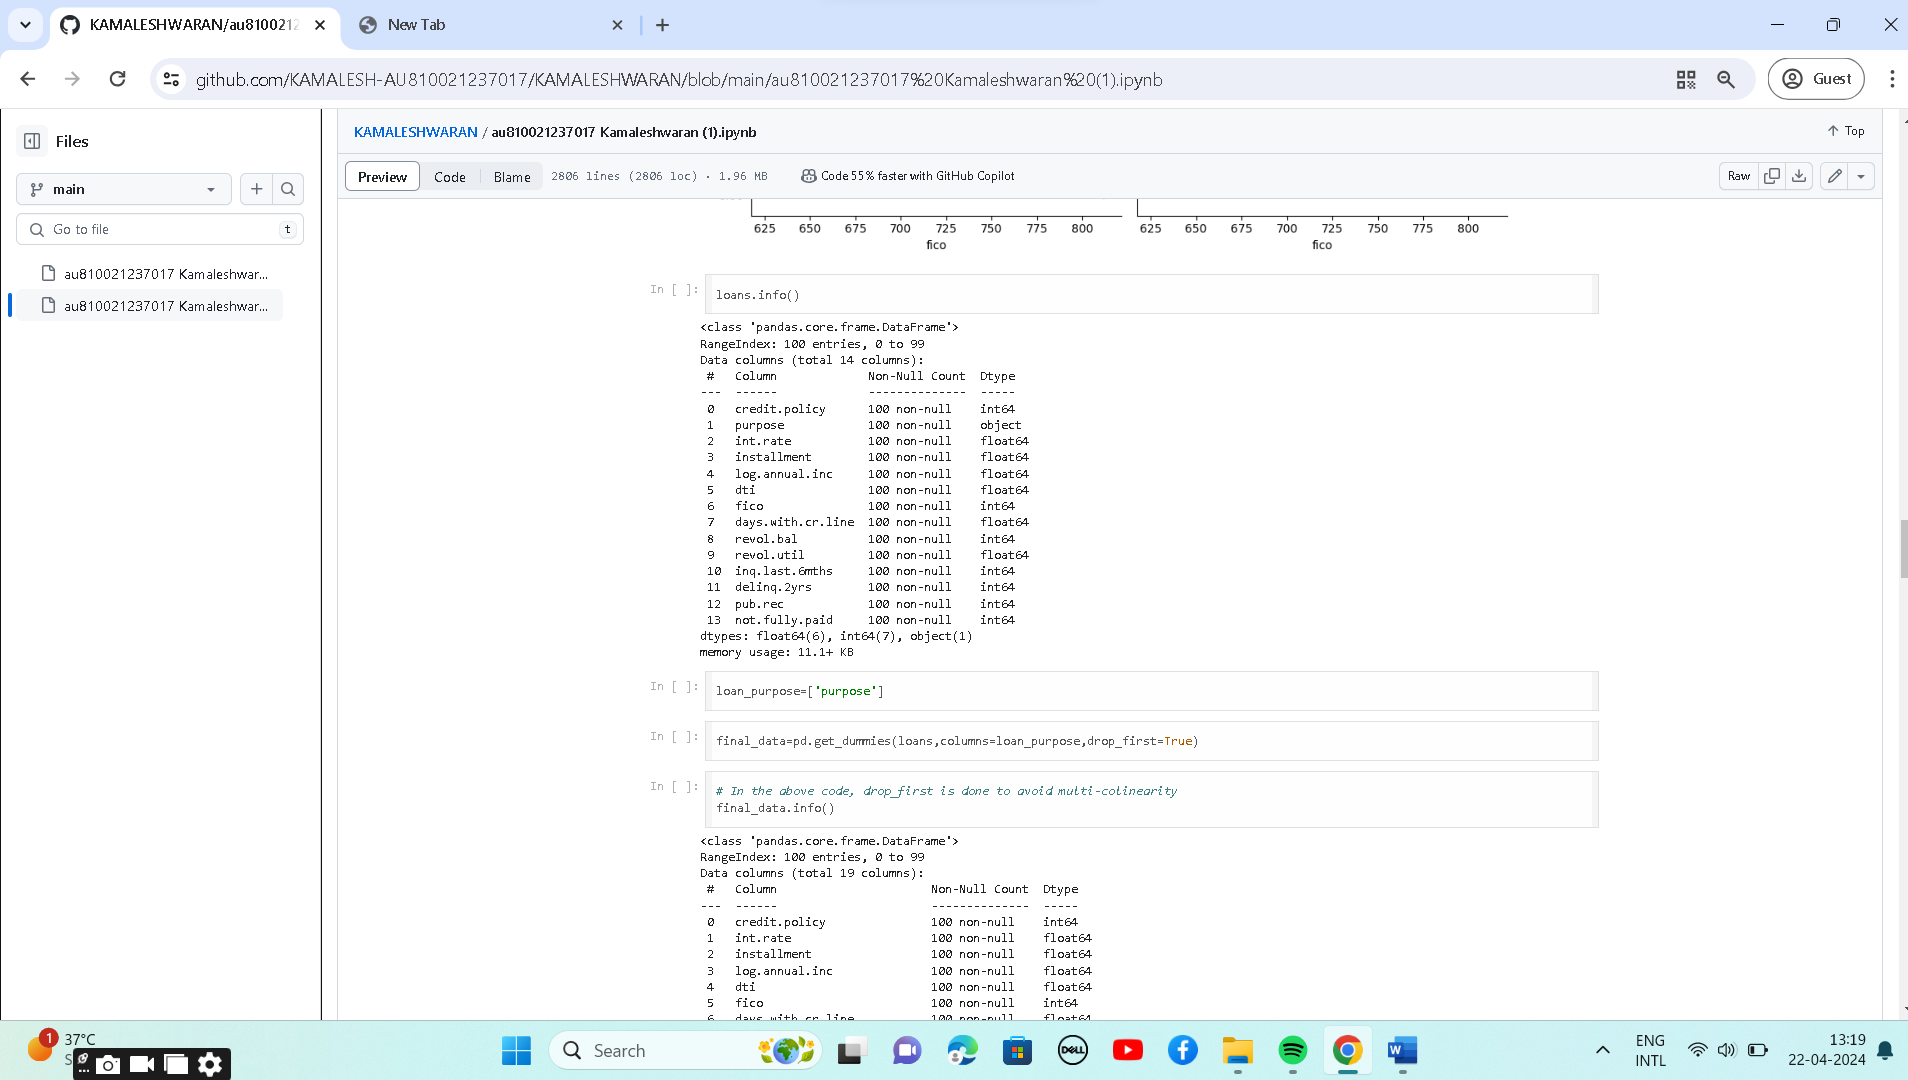 KAMALESHWARAN/au8100212
New Tab
github.com/KAMALESH-AU810021237017/KAMALESHWARAN/blob/main/au810021237017%20Kamaleshwaran%20(1).ipynb
Guest
Files
KAMALESHWARAN / au810021237017 Kamaleshwaran (1).ipynb
Top
main
Preview Code Blame 2806 lines (2806 loc) · 1.96 MB Code 55% faster with GitHub Copilot
Raw
Go to file t
au810021237017 Kamaleshwar...
au810021237017 Kamaleshwar...
625 650 675 700 725 750 775 800 625 650 675 700 725 750 775 800
fico fico
In [ ]: loans.info()
<class 'pandas.core.frame.DataFrame'>
RangeIndex: 100 entries, 0 to 99
Data columns (total 14 columns):
# Column Non-Null Count Dtype
--- ------ -------------- -----
0 credit.policy 100 non-null int64
1 purpose 100 non-null object
2 int.rate 100 non-null float64
3 installment 100 non-null float64
4 log.annual.inc 100 non-null float64
5 dti 100 non-null float64
6 fico 100 non-null int64
7 days.with.cr.line 100 non-null float64
8 revol.bal 100 non-null int64
9 revol.util 100 non-null float64
10 inq.last.6mths 100 non-null int64
11 delinq.2yrs 100 non-null int64
12 pub.rec 100 non-null int64
13 not.fully.paid 100 non-null int64
dtypes: float64(6), int64(7), object(1)
memory usage: 11.1+ KB
In [ ]: loan_purpose=['purpose']
In [ ]: final_data=pd.get_dummies(loans,columns=loan_purpose,drop_first=True)
In [ ]: # In the above code, drop_first is done to avoid multi-colinearity
final_data.info()
<class 'pandas.core.frame.DataFrame'>
RangeIndex: 100 entries, 0 to 99
Data columns (total 19 columns):
# Column Non-Null Count Dtype
--- ------ -------------- -----
0 credit.policy 100 non-null int64
1 int.rate 100 non-null float64
2 installment 100 non-null float64
3 log.annual.inc 100 non-null float64
4 dti 100 non-null float64
5 fico 100 non-null int64
6 days.with.cr.line 100 non-null float64
1
37°C
Search
DELL
ENG
INTL
13:19
22-04-2024